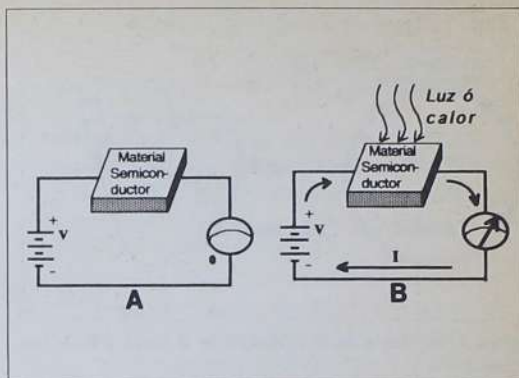 Luz ó
calor
Material
Semicon-
ductor
+
V
-
A
Material
Semicon-
ductor
+
V
-
I
B